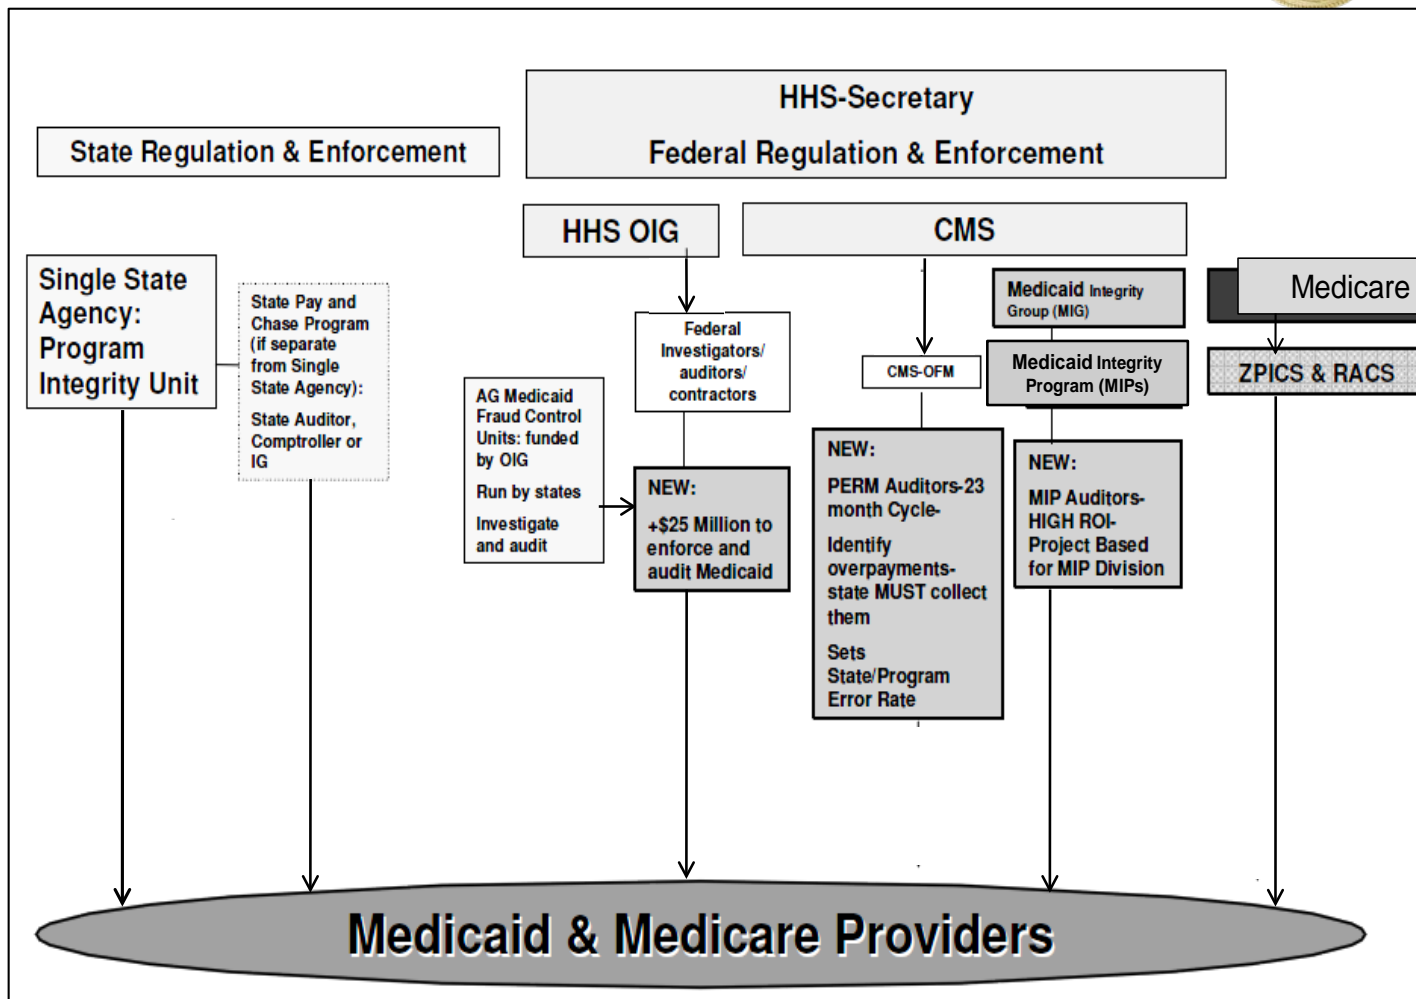 HHS-Secretary
Federal Regulation & Enforcement
State Regulation & Enforcement
HHS OIG
CMS
Single State
Agency:
Program
Integrity Unit
State Pay and
Chase Program
(if separate
from Single
State Agency):
State Auditor,
Comptroller or
IG
AG Medicaid
Fraud Control
Units: funded
by OIG
Run by states
Investigate
and audit
Federal
Investigators/
auditors/
contractors
NEW:
+$25 Million to
enforce and
audit Medicaid
CMS-OFM
NEW:
PERM Auditors-23
month Cycle-
Identify
overpayments-
state MUST collect
them
Sets
State/Program
Error Rate
Medicaid Integrity
Group (MIG)
Medicaid Integrity
Program (MIPs)
NEW:
MIP Auditors-
HIGH ROI-
Project Based
for MIP Division
Medicare
ZPICS & RACS
Medicaid & Medicare Providers